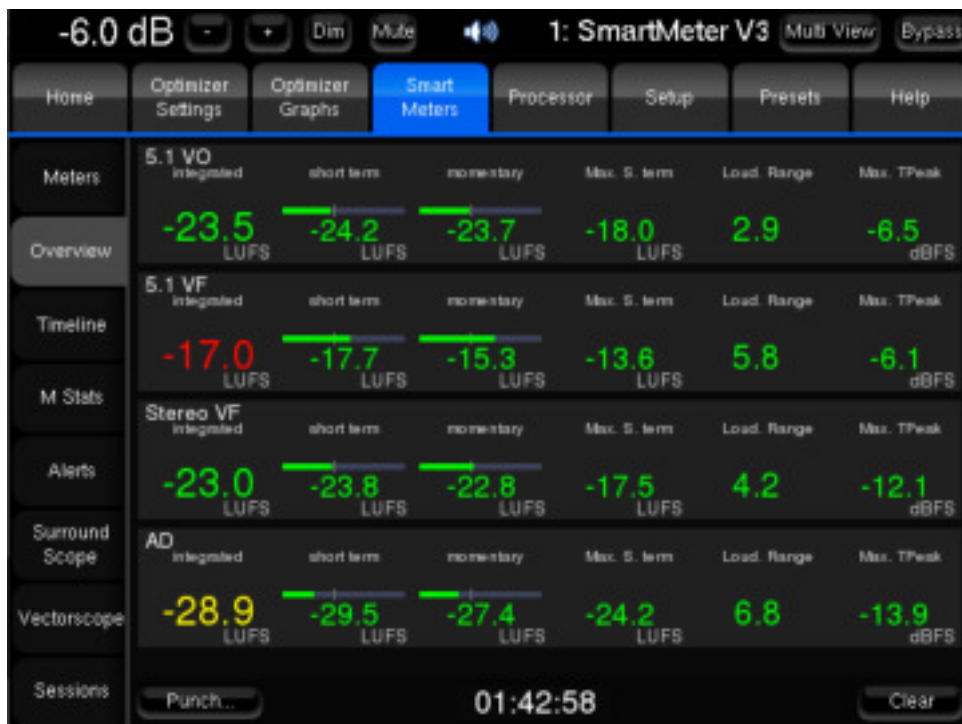 -6.0 dB - + Dim Mute 1: SmartMeter V3 Multi View Bypass
Home Optimizer Settings Optimizer Graphs Smart Meters Processor Setup Presets Help
Meters
Overview
Timeline
M Stats
Alerts
Surround Scope
Vectorscope
Sessions
5.1 VO
integrated short term momentary Max. S. term Loud. Range Max. TPeak
-23.5 LUFS -24.2 LUFS -23.7 LUFS -18.0 LUFS 2.9 -6.5 dBFS
5.1 VF
integrated short term momentary Max. S. term Loud. Range Max. TPeak
-17.0 LUFS -17.7 LUFS -15.3 LUFS -13.6 LUFS 5.8 -6.1 dBFS
Stereo VF
integrated short term momentary Max. S. term Loud. Range Max. TPeak
-23.0 LUFS -23.8 LUFS -22.8 LUFS -17.5 LUFS 4.2 -12.1 dBFS
AD
integrated short term momentary Max. S. term Loud. Range Max. TPeak
-28.9 LUFS -29.5 LUFS -27.4 LUFS -24.2 LUFS 6.8 -13.9 dBFS
Punch... 01:42:58 Clear